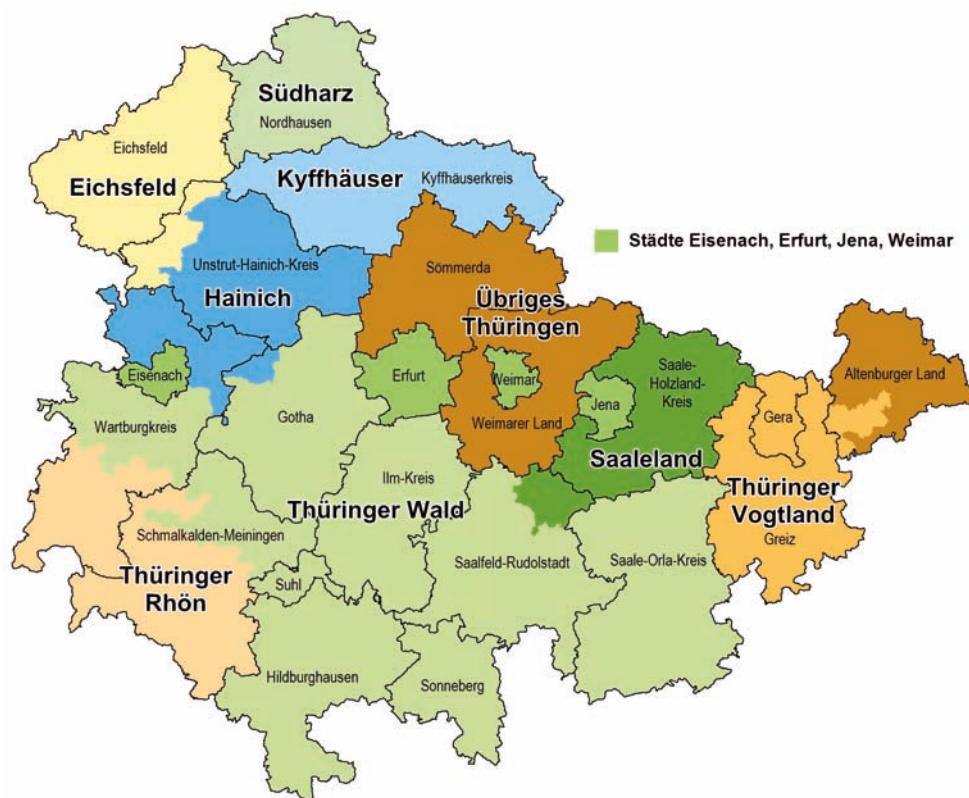 Südharz
Nordhausen
Eichsfeld
Eichsfeld
Kyffhäuser
Kyffhäuserkreis
Städte Eisenach, Erfurt, Jena, Weimar
Unstrut-Hainich-Kreis
Hainich
Sömmerda
Übriges
Thüringen
Eisenach
Erfurt
Weimar
Saale-
Holzland-
Kreis
Altenburger Land
Jena
Gera
Wartburgkreis
Gotha
Weimarer Land
Saaleland
Ilm-Kreis
Thüringer Wald
Thüringer
Vogtland
Greiz
Schmalkalden-Meiningen
Thüringer
Rhön
Suhl
Saalfeld-Rudolstadt
Saale-Orla-Kreis
Hildburghausen
Sonneberg